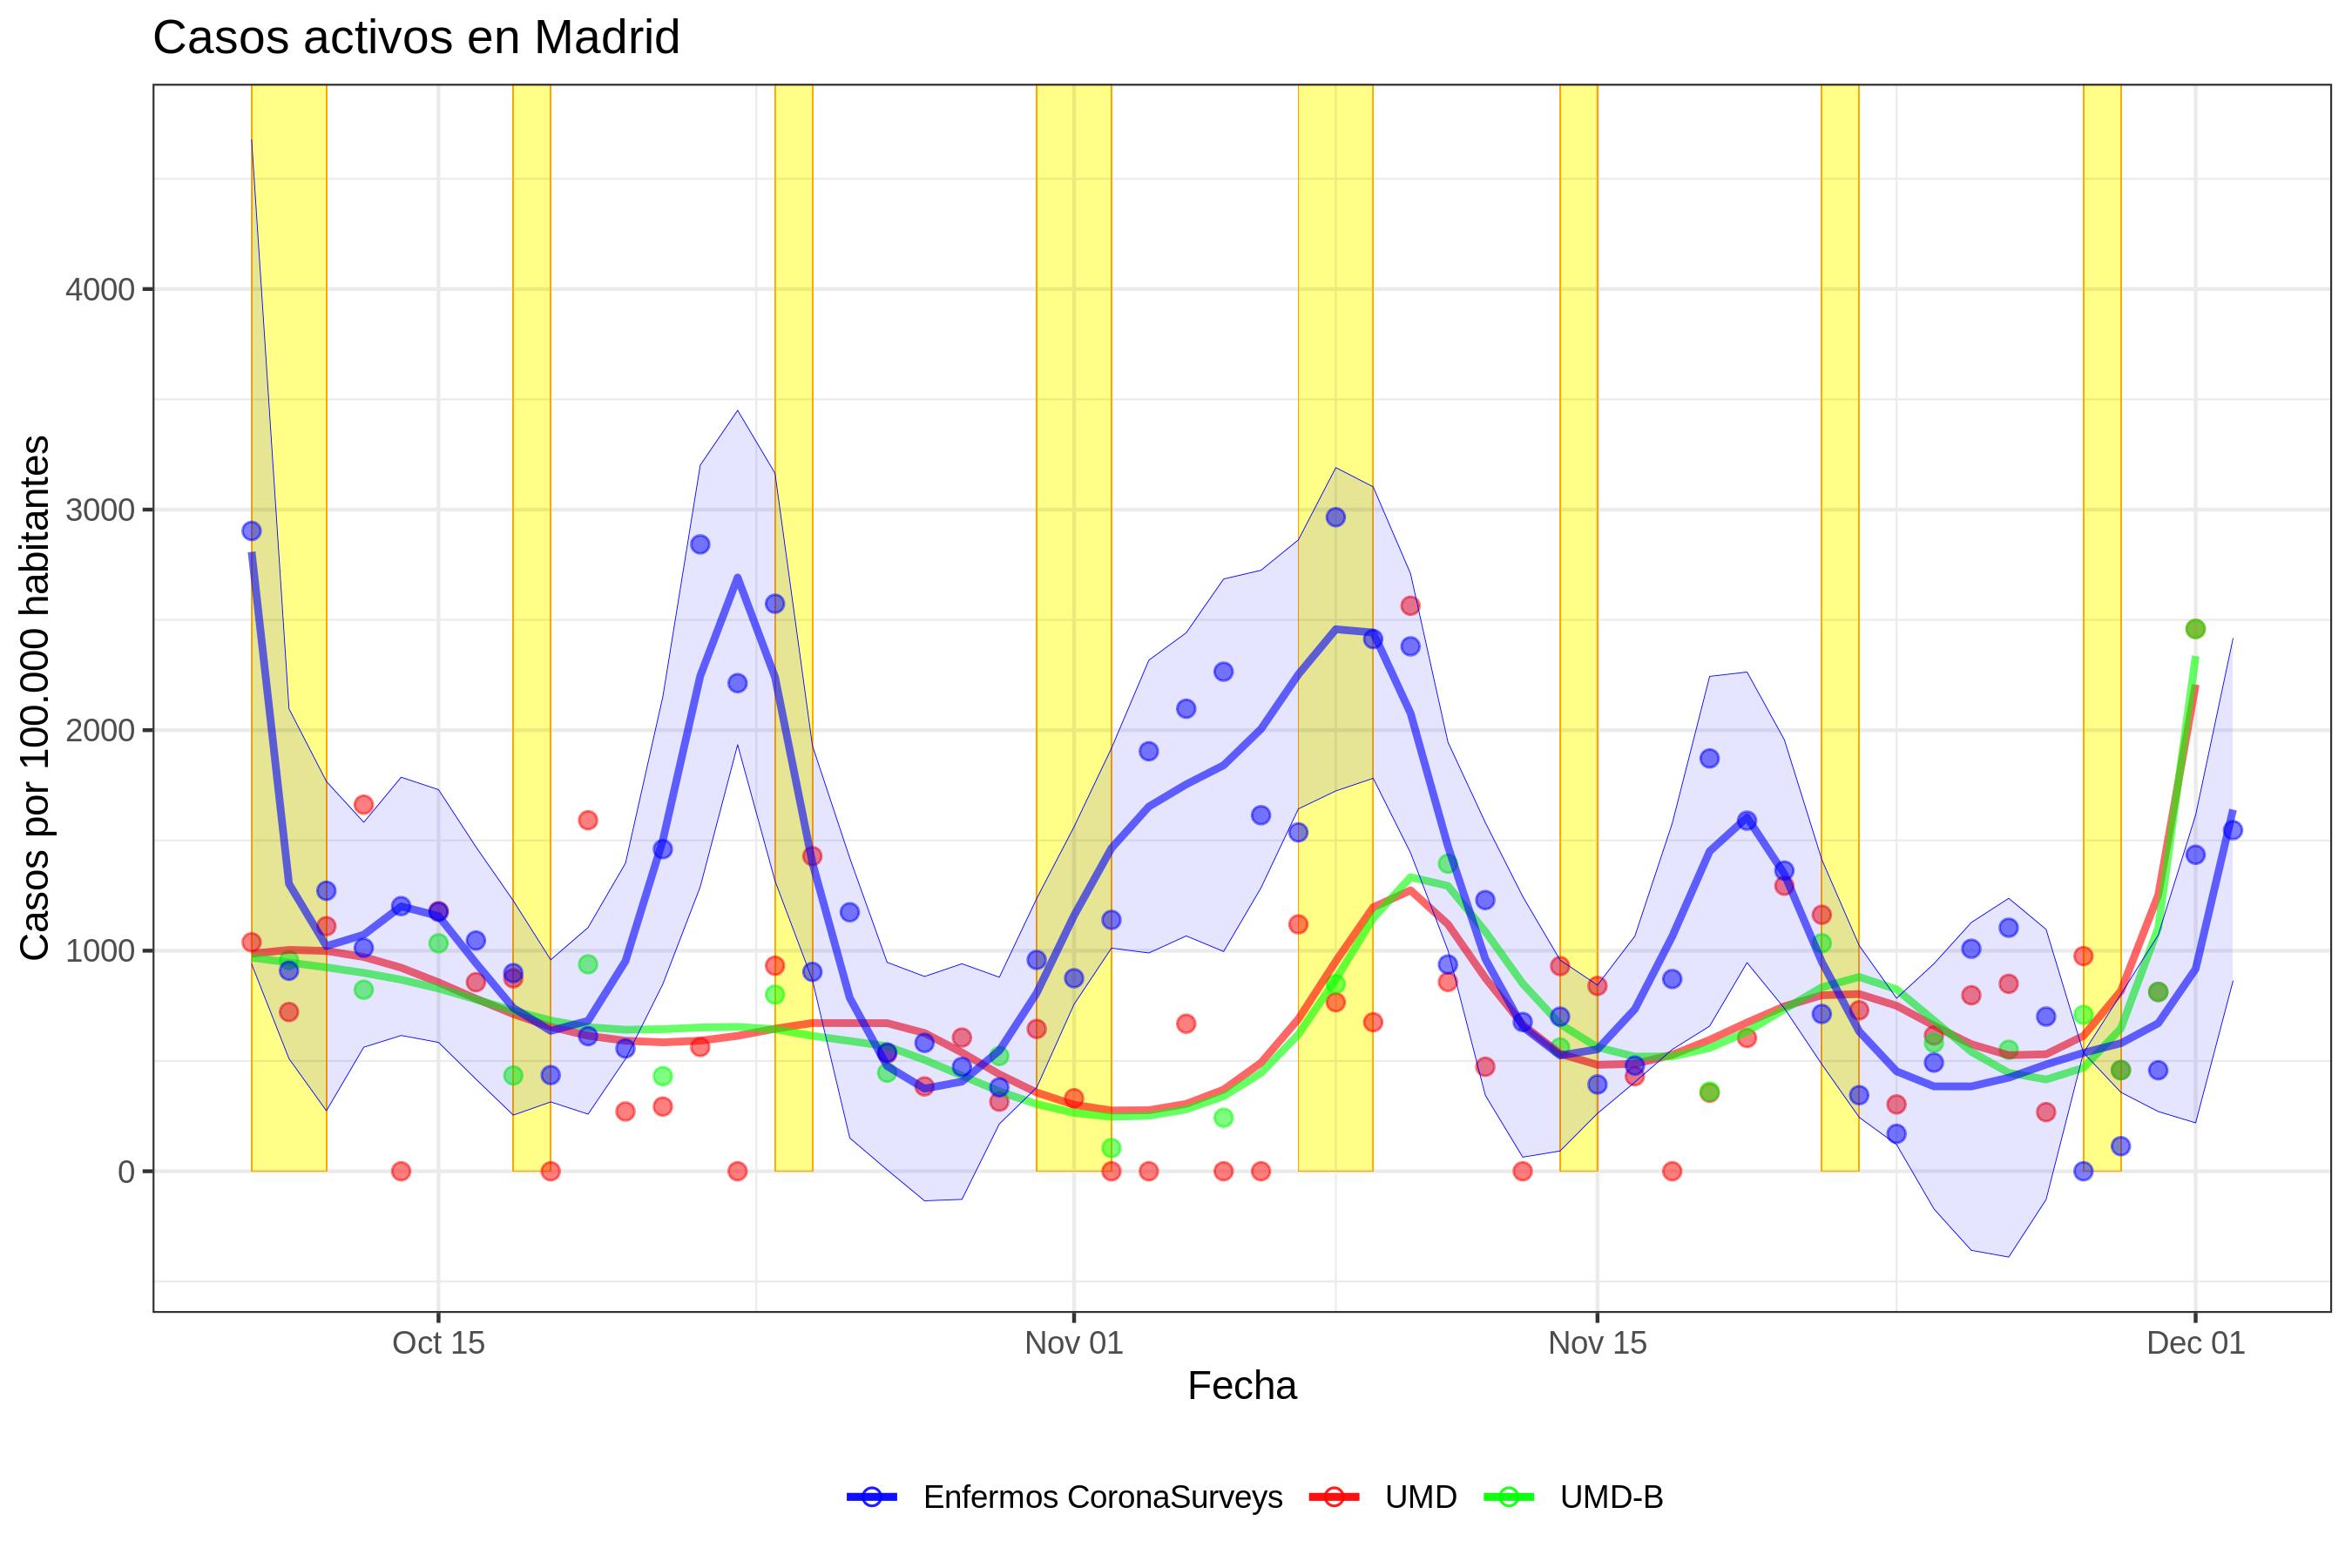 Casos activos en Madrid
Casos por 100.000 habitantes
4000
3000
2000
1000
0
Oct 15
Nov 01
Nov 15
Dec 01
Fecha
Enfermos CoronaSurveys
UMD
UMD-B